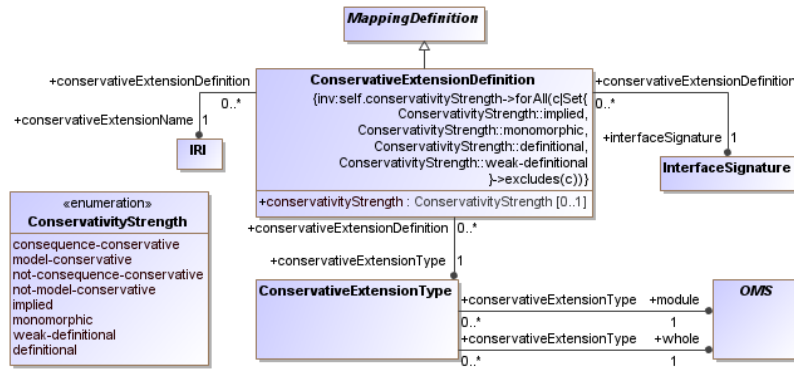 MappingDefinition
+conservativeExtensionDefinition
0..*
+conservativeExtensionName 1
IRI
ConservativeExtensionDefinition
{inv:self.conservativityStrength->forAll(c|Set{
ConservativityStrength::implied,
ConservativityStrength::monomorphic,
ConservativityStrength::definitional,
ConservativityStrength::weak-definitional
}->excludes(c))}
+conservativityStrength : ConservativityStrength [0..1]
+conservativeExtensionDefinition
0..*
+interfaceSignature 1
InterfaceSignature
«enumeration»
ConservativityStrength
consequence-conservative
model-conservative
not-consequence-conservative
not-model-conservative
implied
monomorphic
weak-definitional
definitional
+conservativeExtensionDefinition 0..*
+conservativeExtensionType 1
ConservativeExtensionType
+conservativeExtensionType +module
0..* 1
+conservativeExtensionType +whole
0..* 1
OMS